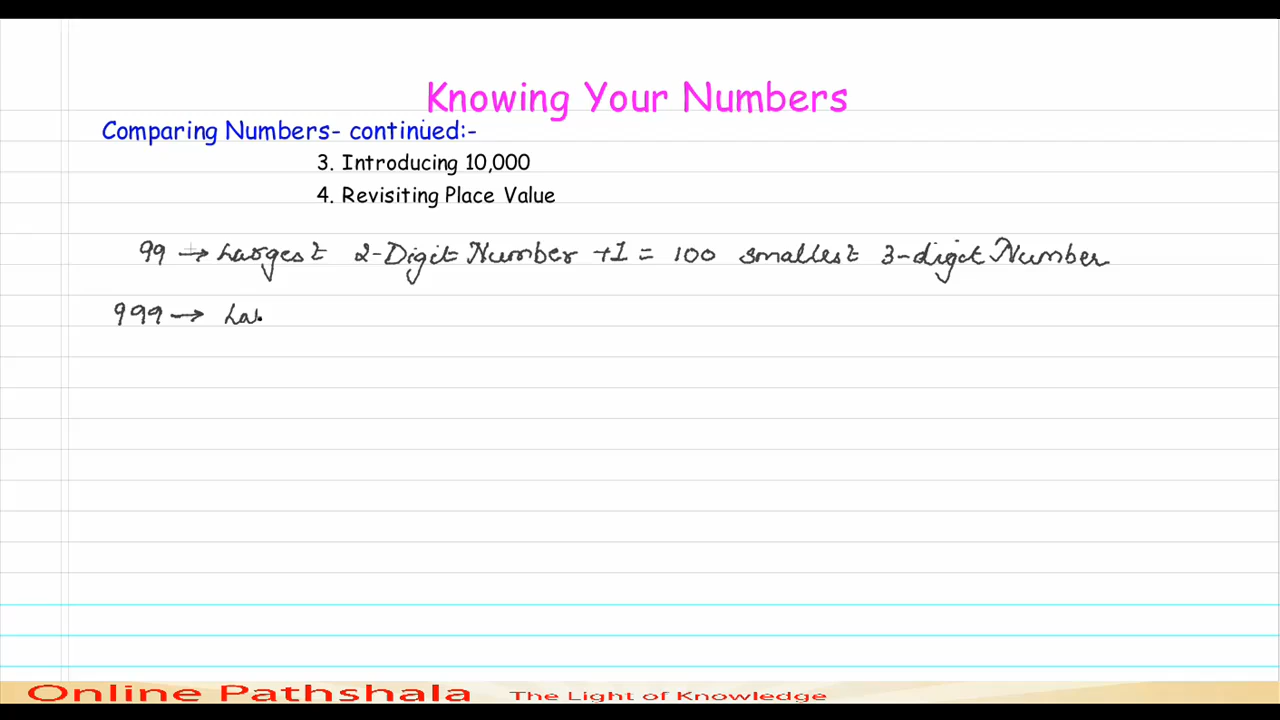 Knowing Your Numbers
Comparing Numbers- continued:-
3. Introducing 10,000
4. Revisiting Place Value
99 → Largest 2-Digit Number +1 = 100 smallest 3-digit Number
999 → La
Online Pathshala The Light of Knowledge